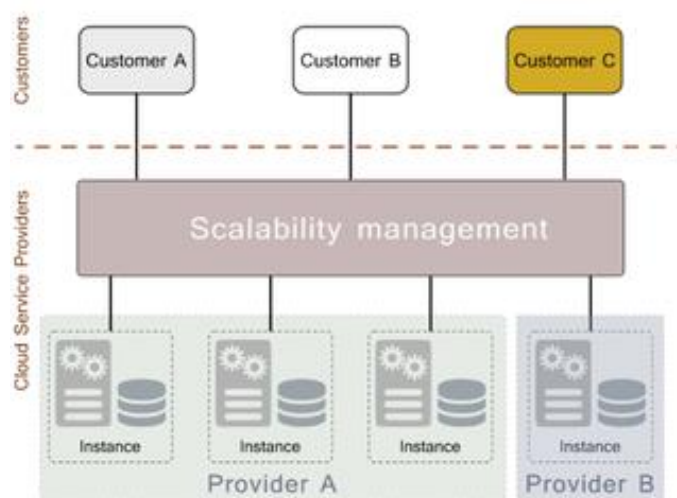 Customers
Customer A
Customer B
Customer C
Cloud Service Providers
Scalability management
Instance
Instance
Instance
Instance
Provider A
Provider B